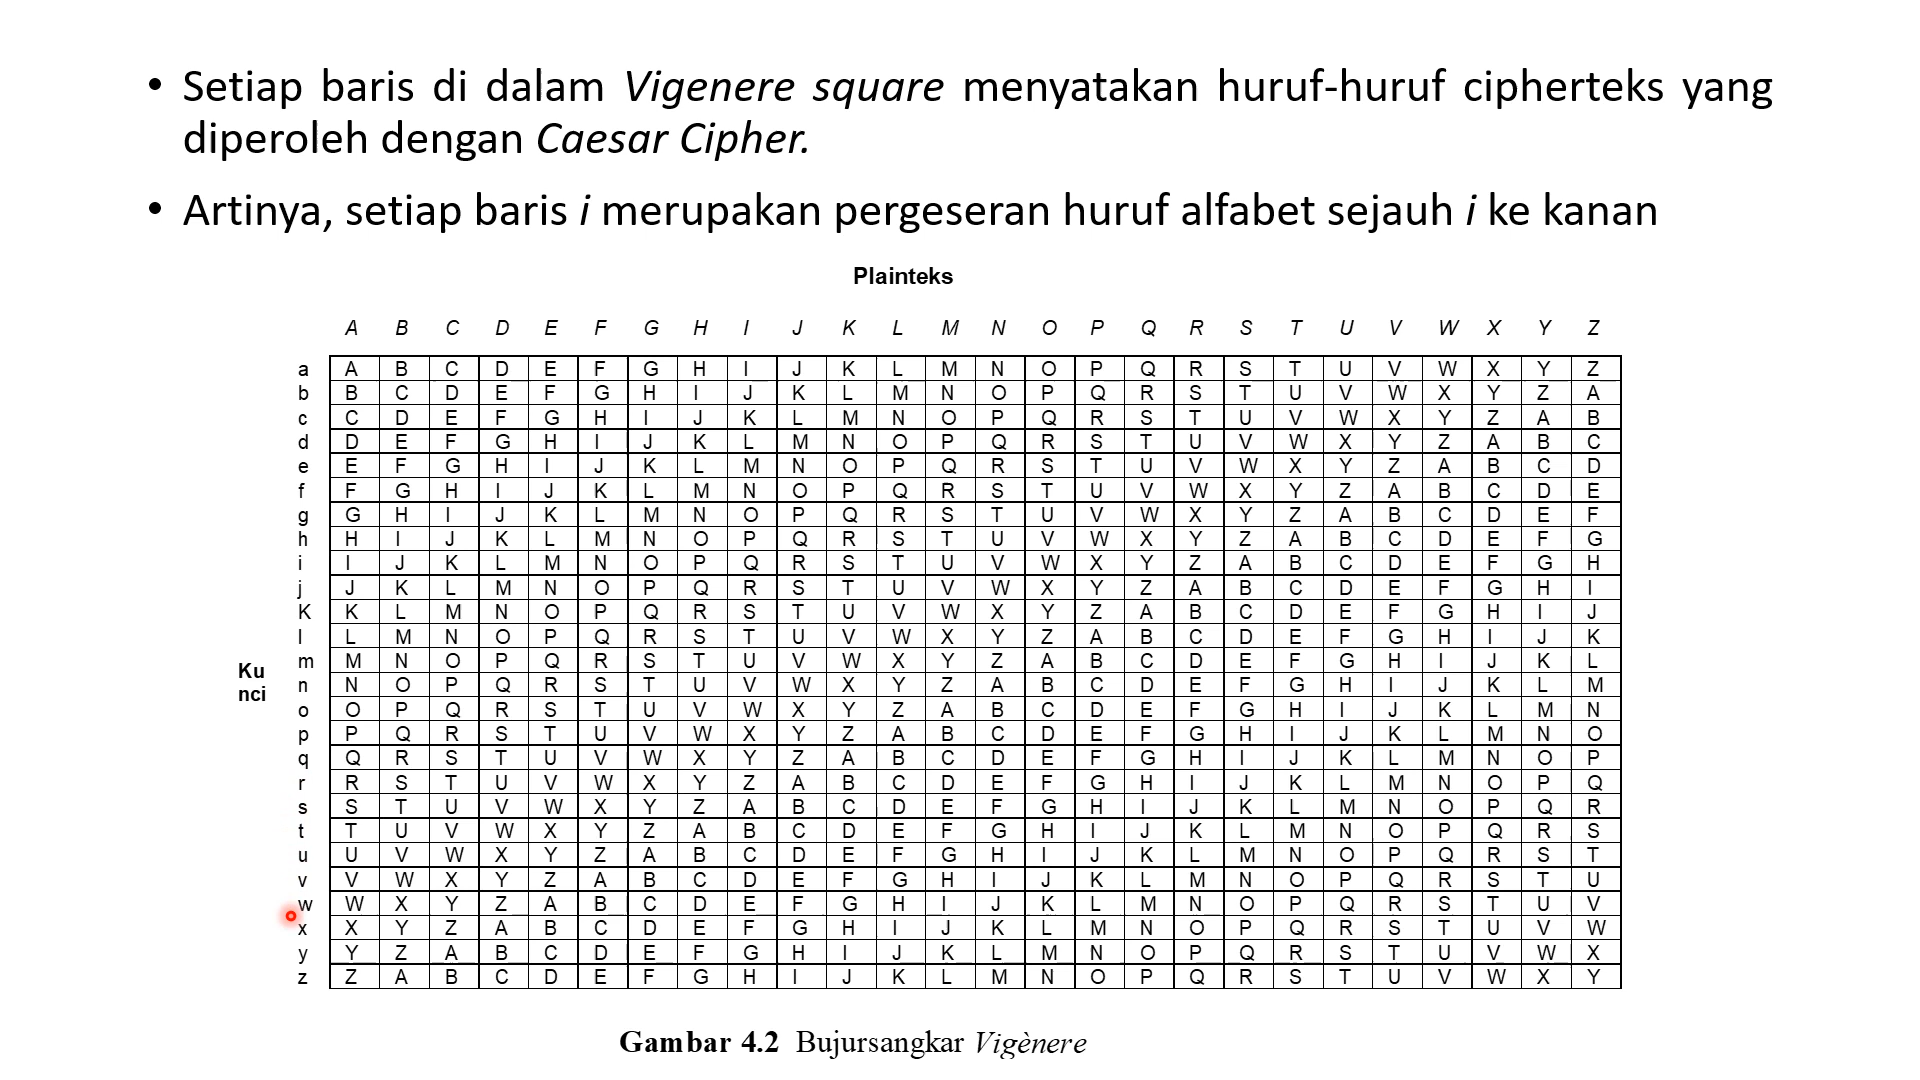 • Setiap baris di dalam Vigenere square menyatakan huruf-huruf cipherteks yang
diperoleh dengan Caesar Cipher.
• Artinya, setiap baris i merupakan pergeseran huruf alfabet sejauh i ke kanan
Plainteks
A B C D E F G H I J K L M N O P Q R S T U V W X Y Z
a A B C D E F G H I J K L M N O P Q R S T U V W X Y Z
b B C D E F G H I J K L M N O P Q R S T U V W X Y Z A
c C D E F G H I J K L M N O P Q R S T U V W X Y Z A B
d D E F G H I J K L M N O P Q R S T U V W X Y Z A B C
e E F G H I J K L M N O P Q R S T U V W X Y Z A B C D
f F G H I J K L M N O P Q R S T U V W X Y Z A B C D E
g G H I J K L M N O P Q R S T U V W X Y Z A B C D E F
h H I J K L M N O P Q R S T U V W X Y Z A B C D E F G
i I J K L M N O P Q R S T U V W X Y Z A B C D E F G H
j J K L M N O P Q R S T U V W X Y Z A B C D E F G H I
K K L M N O P Q R S T U V W X Y Z A B C D E F G H I J
l L M N O P Q R S T U V W X Y Z A B C D E F G H I J K
Ku
m M N O P Q R S T U V W X Y Z A B C D E F G H I J K L
nci
n N O P Q R S T U V W X Y Z A B C D E F G H I J K L M
o O P Q R S T U V W X Y Z A B C D E F G H I J K L M N
p P Q R S T U V W X Y Z A B C D E F G H I J K L M N O
q Q R S T U V W X Y Z A B C D E F G H I J K L M N O P
r R S T U V W X Y Z A B C D E F G H I J K L M N O P Q
s S T U V W X Y Z A B C D E F G H I J K L M N O P Q R
t T U V W X Y Z A B C D E F G H I J K L M N O P Q R S
u U V W X Y Z A B C D E F G H I J K L M N O P Q R S T
v V W X Y Z A B C D E F G H I J K L M N O P Q R S T U
w W X Y Z A B C D E F G H I J K L M N O P Q R S T U V
x X Y Z A B C D E F G H I J K L M N O P Q R S T U V W
y Y Z A B C D E F G H I J K L M N O P Q R S T U V W X
z Z A B C D E F G H I J K L M N O P Q R S T U V W X Y
Gambar 4.2 Bujursangkar Vigènere